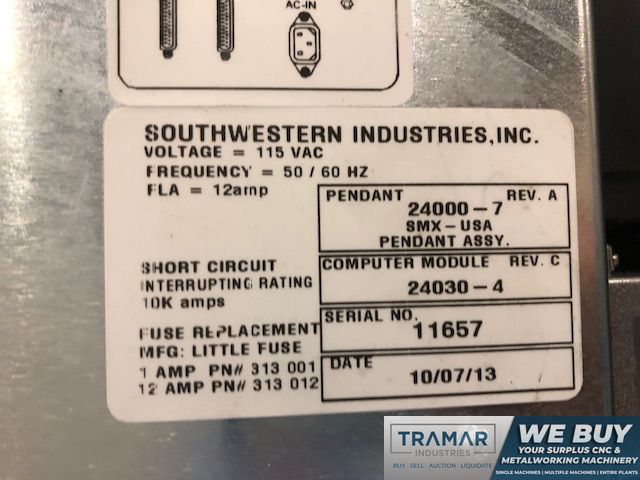 AC-IN
SOUTHWESTERN INDUSTRIES, INC.
VOLTAGE = 115 VAC
FREQUENCY = 50 / 60 HZ
FLA = 12amp
PENDANT REV. A
24000-7
SMX-USA
PENDANT ASSY.
SHORT CIRCUIT
INTERRUPTING RATING
10K amps
COMPUTER MODULE REV. C
24030-4
SERIAL NO.
11657
FUSE REPLACEMENT
MFG: LITTLE FUSE
1 AMP PN# 313 001
12 AMP PN# 313 012
DATE
10/07/13
TRAMAR
INDUSTRIES
BUY | SELL | AUCTION | LIQUIDATE
WE BUY
YOUR SURPLUS CNC &
METALWORKING MACHINERY
SINGLE MACHINES | MULTIPLE MACHINES | ENTIRE PLANTS